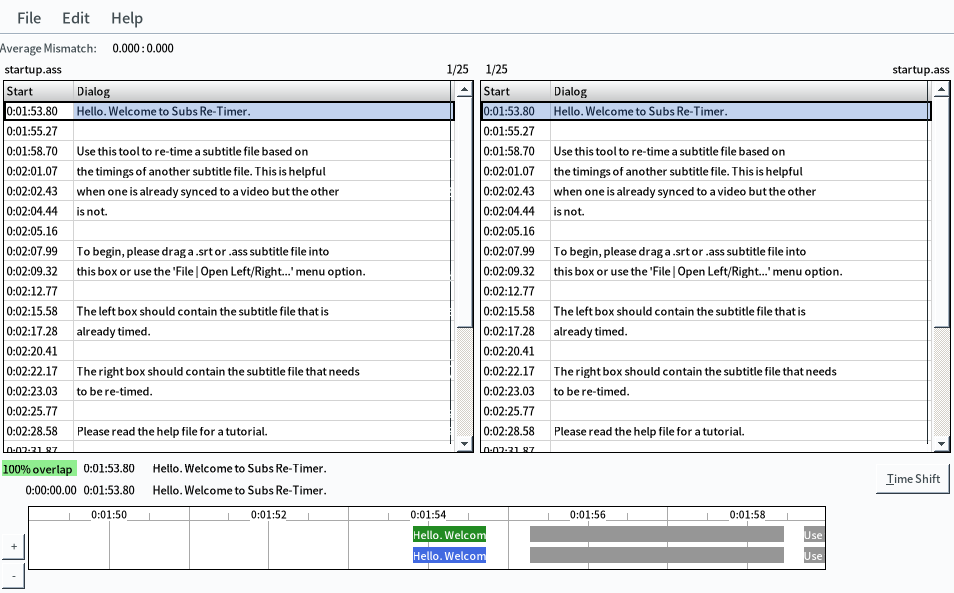 File Edit Help
Average Mismatch: 0.000 : 0.000
startup.ass 1/25 1/25 startup.ass
Start Dialog Start Dialog
0:01:53.80 Hello. Welcome to Subs Re-Timer. 0:01:53.80 Hello. Welcome to Subs Re-Timer.
0:01:55.27 0:01:55.27
0:01:58.70 Use this tool to re-time a subtitle file based on 0:01:58.70 Use this tool to re-time a subtitle file based on
0:02:01.07 the timings of another subtitle file. This is helpful 0:02:01.07 the timings of another subtitle file. This is helpful
0:02:02.43 when one is already synced to a video but the other 0:02:02.43 when one is already synced to a video but the other
0:02:04.44 is not. 0:02:04.44 is not.
0:02:05.16 0:02:05.16
0:02:07.99 To begin, please drag a .srt or .ass subtitle file into 0:02:07.99 To begin, please drag a .srt or .ass subtitle file into
0:02:09.32 this box or use the 'File | Open Left/Right...' menu option. 0:02:09.32 this box or use the 'File | Open Left/Right...' menu option.
0:02:12.77 0:02:12.77
0:02:15.58 The left box should contain the subtitle file that is 0:02:15.58 The left box should contain the subtitle file that is
0:02:17.28 already timed. 0:02:17.28 already timed.
0:02:20.41 0:02:20.41
0:02:22.17 The right box should contain the subtitle file that needs 0:02:22.17 The right box should contain the subtitle file that needs
0:02:23.03 to be re-timed. 0:02:23.03 to be re-timed.
0:02:25.77 0:02:25.77
0:02:28.58 Please read the help file for a tutorial. 0:02:28.58 Please read the help file for a tutorial.
0:02:31.87 0:02:31.87
100% overlap 0:01:53.80 Hello. Welcome to Subs Re-Timer.
0:00:00.00 0:01:53.80 Hello. Welcome to Subs Re-Timer.
Time Shift
0:01:50 0:01:52 0:01:54 0:01:56 0:01:58
Hello. Welcom Use
+ Hello. Welcom Use
-